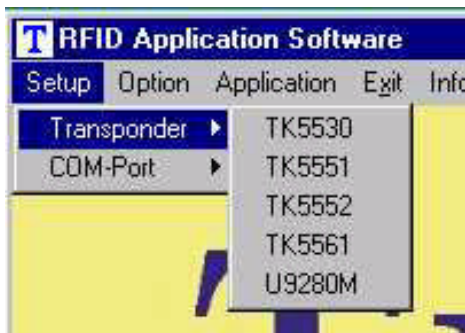 T RFID Application Software
Setup Option Application Exit Info
Transponder TK5530
COM-Port TK5551
TK5552
TK5561
U9280M